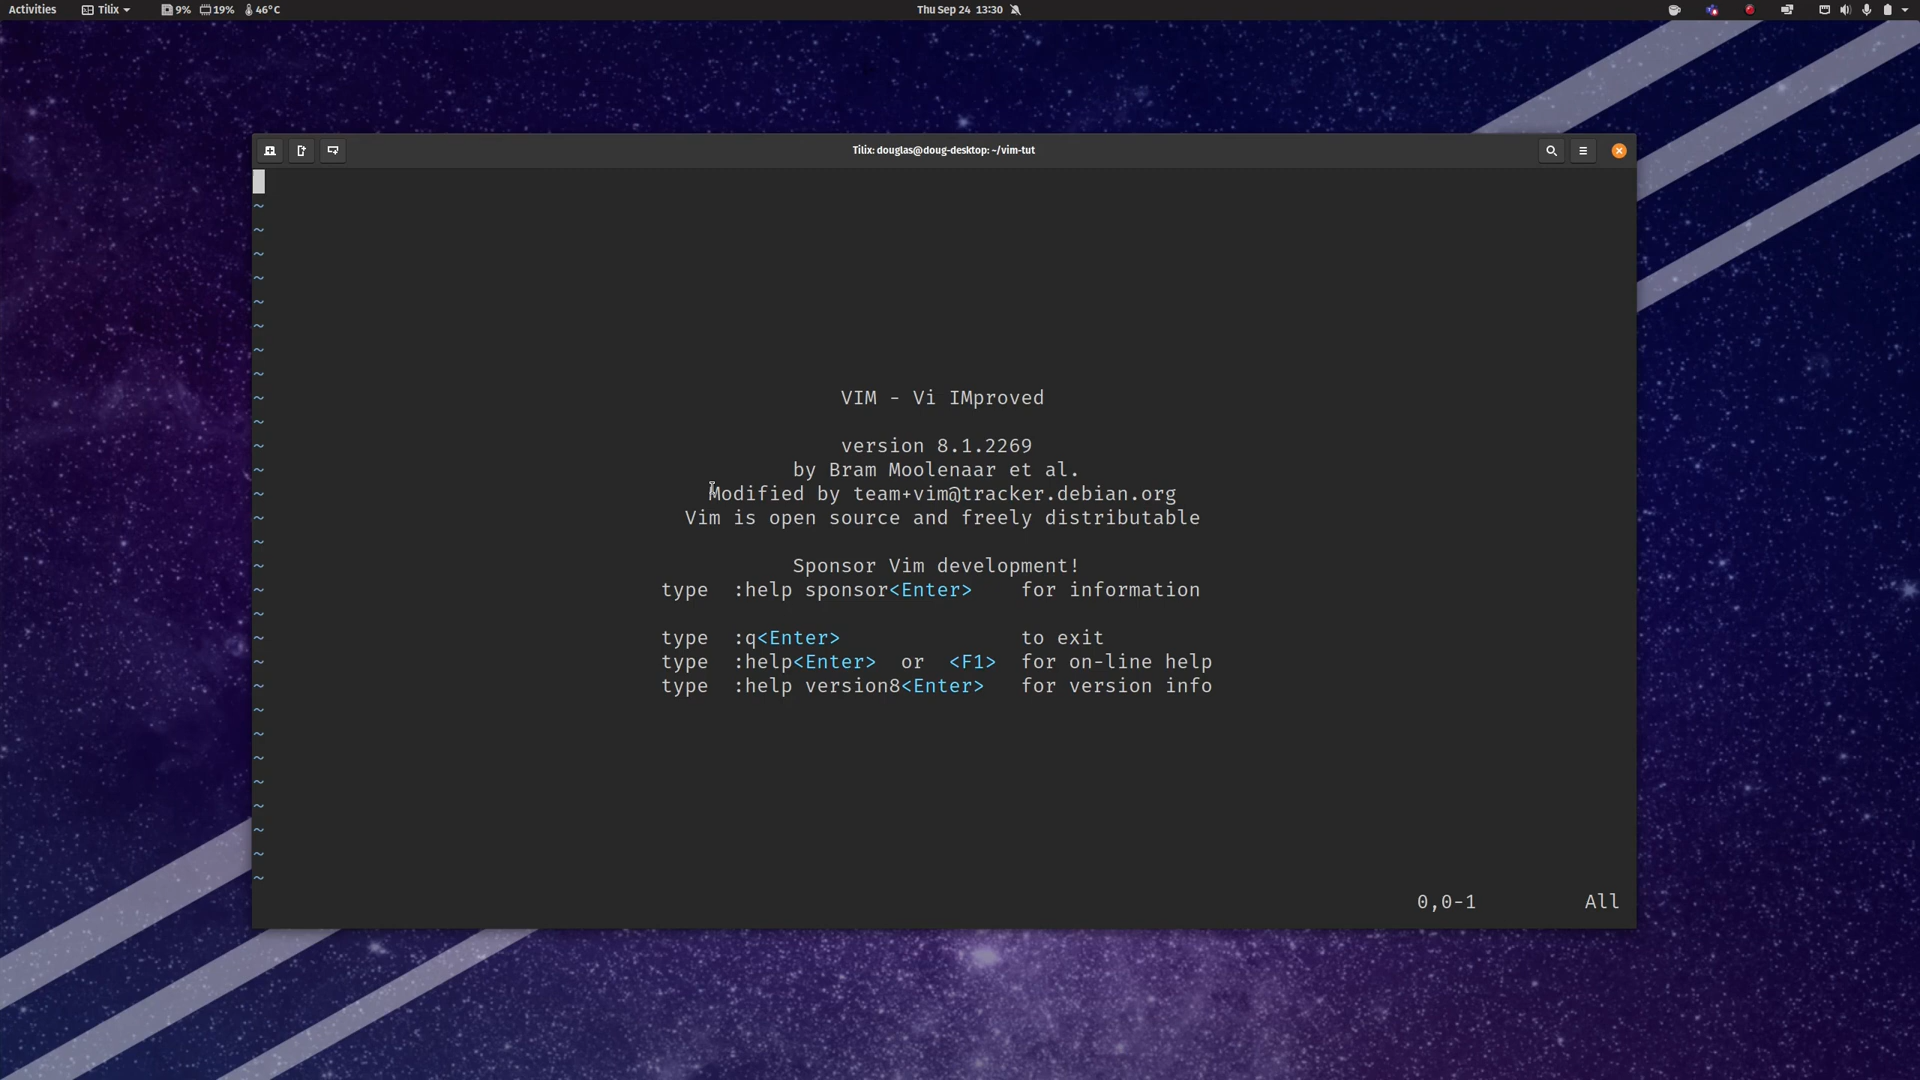 Activities Tilix 9% 19% 46°C Thu Sep 24 13:30
Tilix: douglas@doug-desktop: ~/vim-tut
~
~
~
~
~
~
~
~
~ VIM - Vi IMproved
~
~ version 8.1.2269
~ by Bram Moolenaar et al.
~ Modified by team+vim@tracker.debian.org
~ Vim is open source and freely distributable
~
~ Sponsor Vim development!
~ type :help sponsor<Enter> for information
~
~ type :q<Enter> to exit
~ type :help<Enter> or <F1> for on-line help
~ type :help version8<Enter> for version info
~
~
~
~
~
~
~
~
0,0-1 All